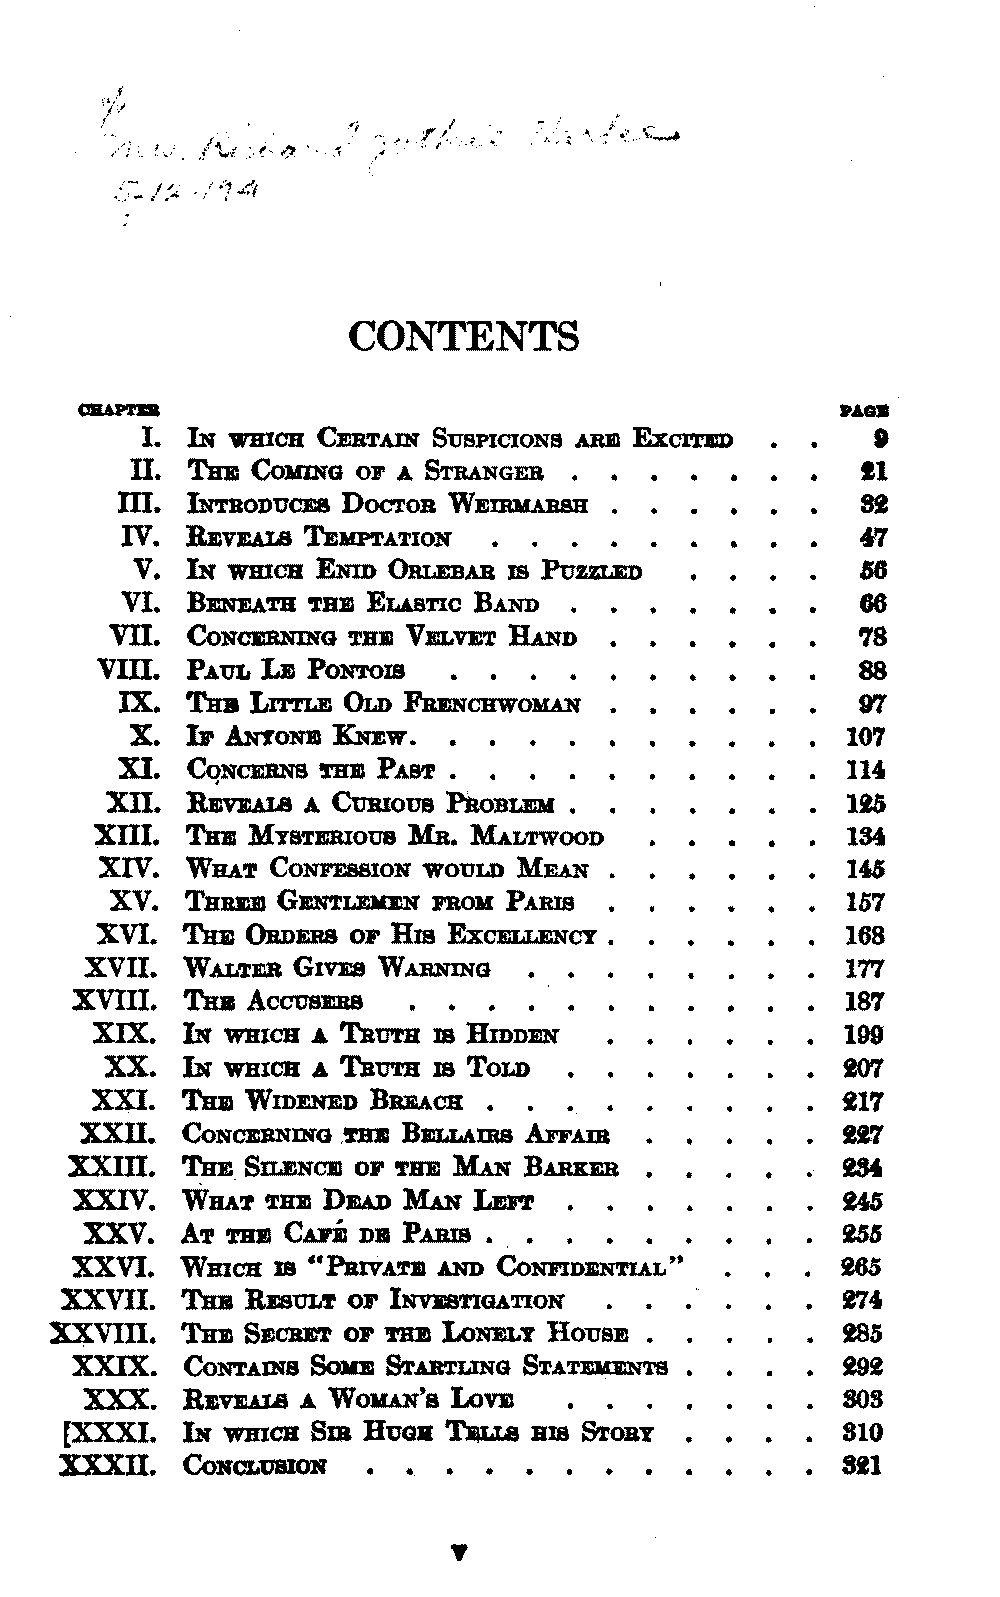 Mrs. Richard
5-12-194
CONTENTS
CHAPTER PAGE
I. In which Certain Suspicions are Excited . . 9
II. The Coming of a Stranger . . . . . . . 21
III. Introduces Doctor Weirmarsh . . . . . . 32
IV. Reveals Temptation . . . . . . . . . 47
V. In which Enid Orlebar is Puzzled . . . . 56
VI. Beneath the Elastic Band . . . . . . . 66
VII. Concerning the Velvet Hand . . . . . . 78
VIII. Paul Le Pontois . . . . . . . . . . 88
IX. The Little Old Frenchwoman . . . . . . 97
X. If Anyone Knew. . . . . . . . . . . 107
XI. Concerns the Past . . . . . . . . . . 114
XII. Reveals a Curious Problem . . . . . . . 125
XIII. The Mysterious Mr. Maltwood . . . . . 134
XIV. What Confession would Mean . . . . . . 145
XV. Three Gentlemen from Paris . . . . . . 157
XVI. The Orders of His Excellency . . . . . . 168
XVII. Walter Gives Warning . . . . . . . . 177
XVIII. The Accusers . . . . . . . . . . . 187
XIX. In which a Truth is Hidden . . . . . . 199
XX. In which a Truth is Told . . . . . . . 207
XXI. The Widened Breach . . . . . . . . . 217
XXII. Concerning the Bellairs Affair . . . . . 227
XXIII. The Silence of the Man Barker . . . . . 234
XXIV. What the Dead Man Left . . . . . . . 245
XXV. At the Café de Paris . . . . . . . . . 255
XXVI. Which is "Private and Confidential" . . . 265
XXVII. The Result of Investigation . . . . . . 274
XXVIII. The Secret of the Lonely House . . . . . 285
XXIX. Contains Some Startling Statements . . . . 292
XXX. Reveals a Woman's Love . . . . . . . 303
[XXXI. In which Sir Hugh Tells his Story . . . . 310
XXXII. Conclusion . . . . . . . . . . . . 321
v